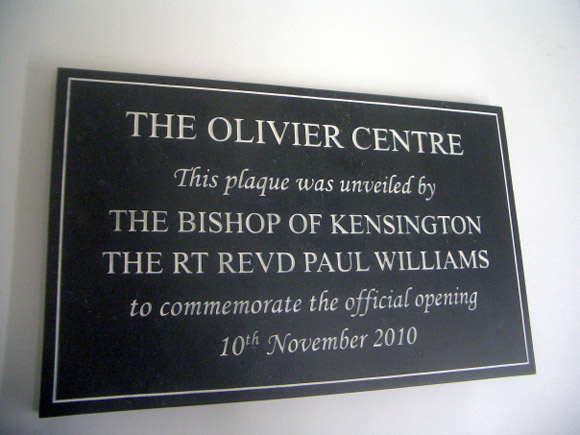 THE OLIVIER CENTRE
This plaque was unveiled by
THE BISHOP OF KENSINGTON
THE RT REVD PAUL WILLIAMS
to commemorate the official opening
10th November 2010